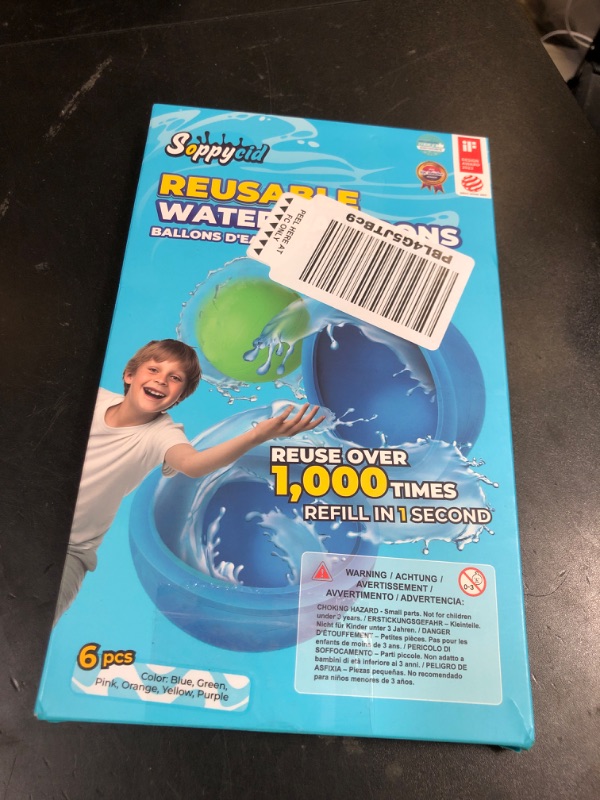 Soppycid
iF
DESIGN
AWARD
REUSABLE
WATER
BALLONS D'E
PEEL HERE AT
FC ONLY
PBL4G5JTBc9
REUSE OVER
1,000 TIMES
REFILL IN 1 SECOND
WARNING / ACHTUNG /
AVERTISSEMENT /
AVVERTIMENTO / ADVERTENCIA:
0-3
CHOKING HAZARD - Small parts. Not for children
under 3 years. / ERSTICKUNGSGEFAHR – Kleinteile.
Nicht für Kinder unter 3 Jahren. / DANGER
D'ÉTOUFFEMENT – Petites pièces. Pas pour les
enfants de moins de 3 ans. / PERICOLO DI
SOFFOCAMENTO – Parti piccole. Non adatto a
bambini di età inferiore ai 3 anni. / PELIGRO DE
ASFIXIA – Piezas pequeñas. No recomendado
para niños menores de 3 años.
6 pcs
Color: Blue, Green,
Pink, Orange, Yellow, Purple